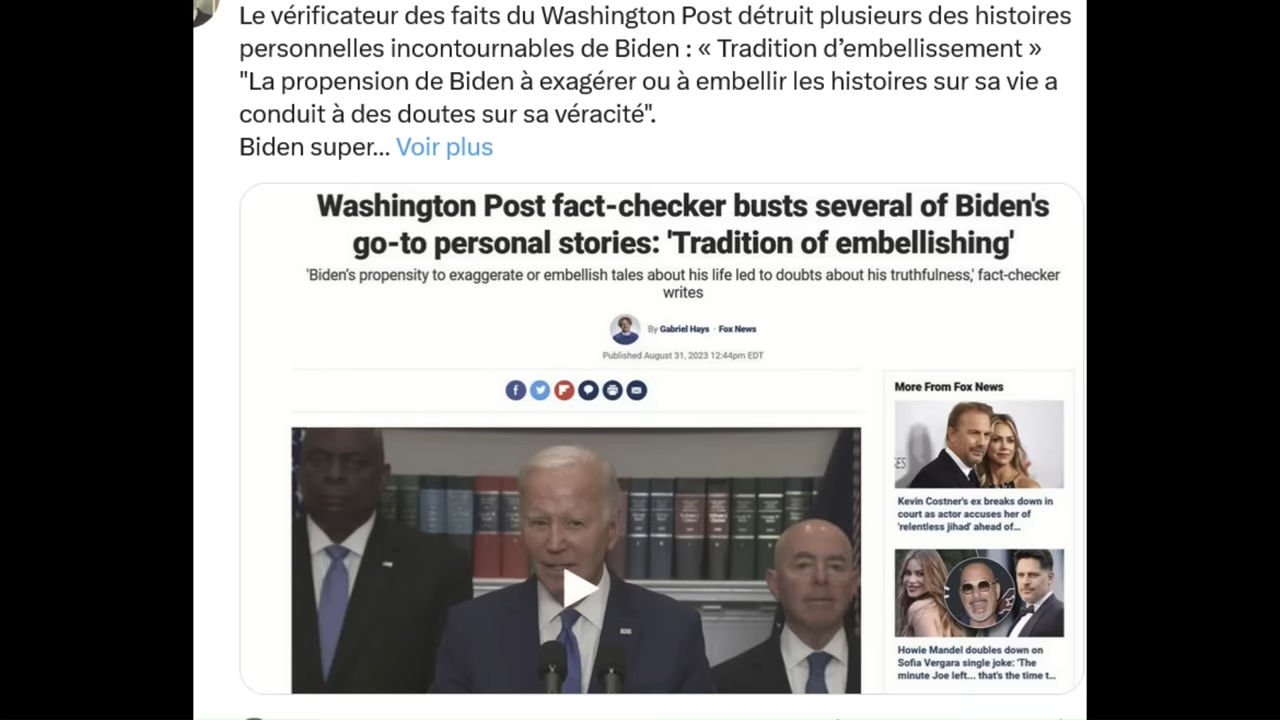 Le vérificateur des faits du Washington Post détruit plusieurs des histoires
personnelles incontournables de Biden : « Tradition d’embellissement »
"La propension de Biden à exagérer ou à embellir les histoires sur sa vie a
conduit à des doutes sur sa véracité".
Biden super... Voir plus
Washington Post fact-checker busts several of Biden's
go-to personal stories: 'Tradition of embellishing'
'Biden's propensity to exaggerate or embellish tales about his life led to doubts about his truthfulness,' fact-checker
writes
By Gabriel Hays · Fox News
Published August 31, 2023 12:44pm EDT
More From Fox News
Kevin Costner's ex breaks down in
court as actor accuses her of
'relentless jihad' ahead of...
Howie Mandel doubles down on
Sofia Vergara single joke: 'The
minute Joe left... that's the time t...